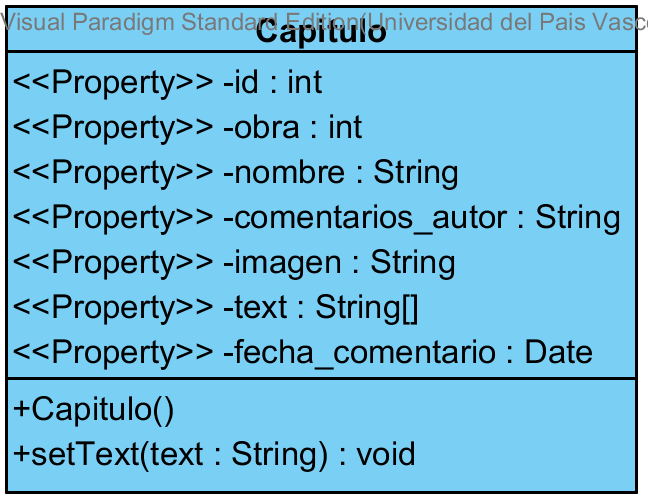 Visual Paradigm Standard Edition(Universidad del Pais Vasco
Capitulo
<<Property>> -id : int
<<Property>> -obra : int
<<Property>> -nombre : String
<<Property>> -comentarios_autor : String
<<Property>> -imagen : String
<<Property>> -text : String[]
<<Property>> -fecha_comentario : Date
+Capitulo()
+setText(text : String) : void